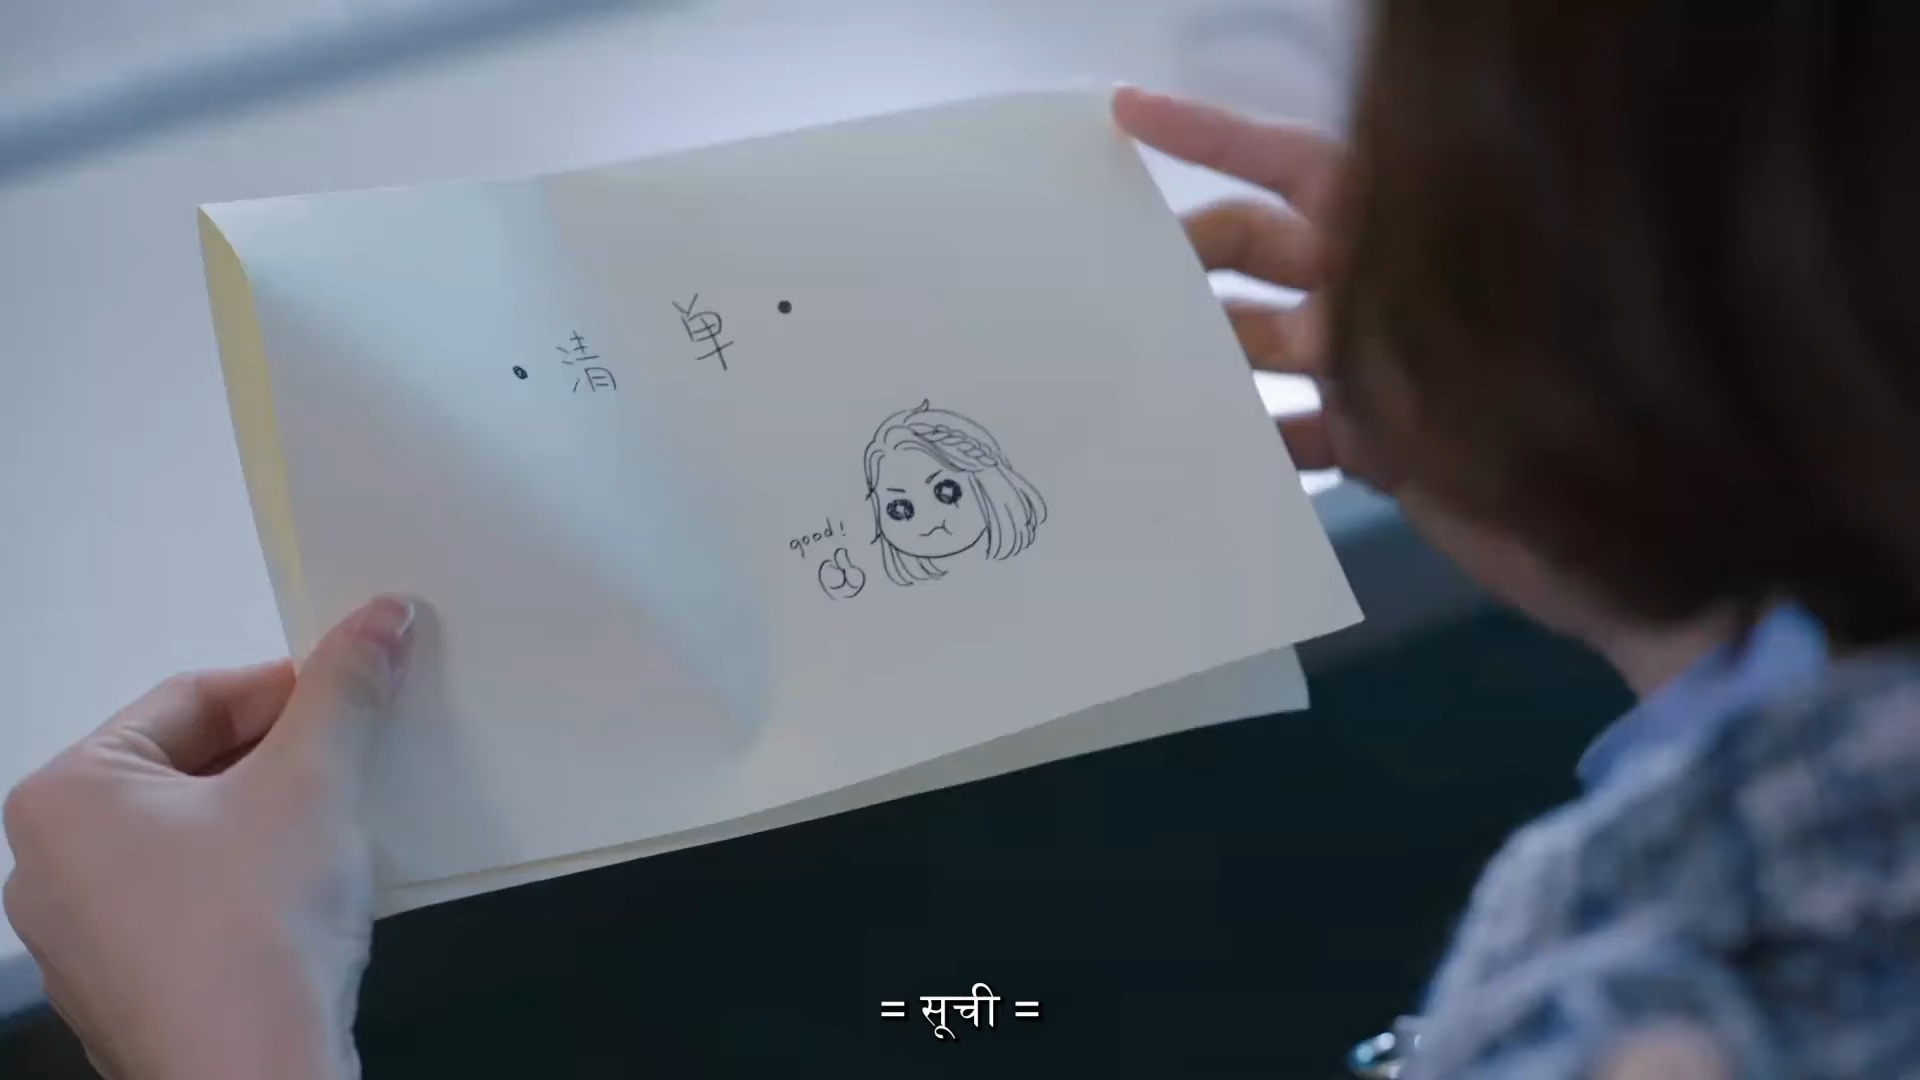 • 清 单 •
good!
= सूची =